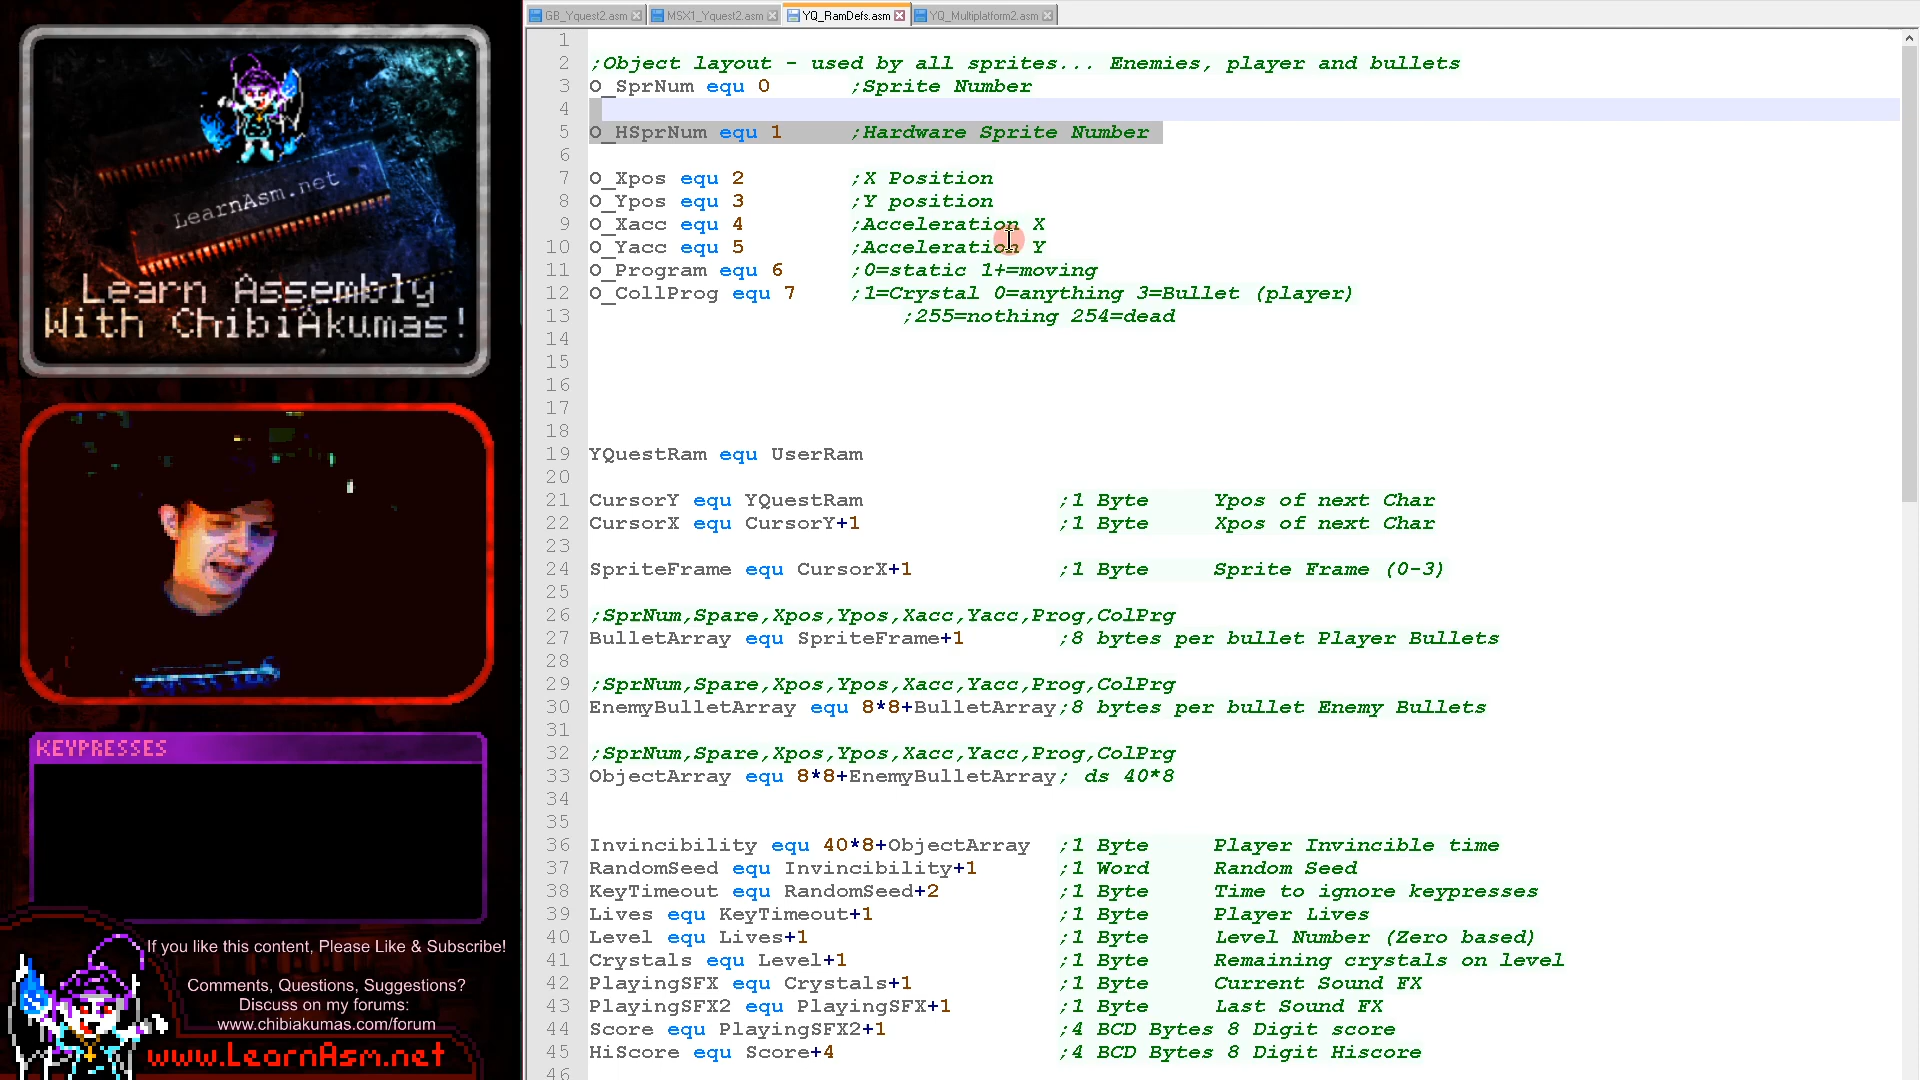 GB_Yquest2.asm
MSX1_Yquest2.asm
YQ_RamDefs.asm
YQ_Multiplatform2.asm
1
2 ;Object layout - used by all sprites... Enemies, player and bullets
3 O_SprNum equ 0 ;Sprite Number
4
5 O_HSprNum equ 1 ;Hardware Sprite Number
6
7 O_Xpos equ 2 ;X Position
8 O_Ypos equ 3 ;Y position
9 O_Xacc equ 4 ;Acceleration X
10 O_Yacc equ 5 ;Acceleration Y
11 O_Program equ 6 ;0=static 1+=moving
12 O_CollProg equ 7 ;1=Crystal 0=anything 3=Bullet (player)
13 ;255=nothing 254=dead
14
15
16
17
18
19 YQuestRam equ UserRam
20
21 CursorY equ YQuestRam ;1 Byte Ypos of next Char
22 CursorX equ CursorY+1 ;1 Byte Xpos of next Char
23
24 SpriteFrame equ CursorX+1 ;1 Byte Sprite Frame (0-3)
25
26 ;SprNum,Spare,Xpos,Ypos,Xacc,Yacc,Prog,ColPrg
27 BulletArray equ SpriteFrame+1 ;8 bytes per bullet Player Bullets
28
29 ;SprNum,Spare,Xpos,Ypos,Xacc,Yacc,Prog,ColPrg
30 EnemyBulletArray equ 8*8+BulletArray;8 bytes per bullet Enemy Bullets
31
32 ;SprNum,Spare,Xpos,Ypos,Xacc,Yacc,Prog,ColPrg
33 ObjectArray equ 8*8+EnemyBulletArray; ds 40*8
34
35
36 Invincibility equ 40*8+ObjectArray ;1 Byte Player Invincible time
37 RandomSeed equ Invincibility+1 ;1 Word Random Seed
38 KeyTimeout equ RandomSeed+2 ;1 Byte Time to ignore keypresses
39 Lives equ KeyTimeout+1 ;1 Byte Player Lives
40 Level equ Lives+1 ;1 Byte Level Number (Zero based)
41 Crystals equ Level+1 ;1 Byte Remaining crystals on level
42 PlayingSFX equ Crystals+1 ;1 Byte Current Sound FX
43 PlayingSFX2 equ PlayingSFX+1 ;1 Byte Last Sound FX
44 Score equ PlayingSFX2+1 ;4 BCD Bytes 8 Digit score
45 HiScore equ Score+4 ;4 BCD Bytes 8 Digit Hiscore
46
LearnAsm.net
Learn Assembly
With ChibiAkumas!
KEYPRESSES
If you like this content, Please Like & Subscribe!
Comments, Questions, Suggestions?
Discuss on my forums:
www.chibiakumas.com/forum
www.LearnAsm.net